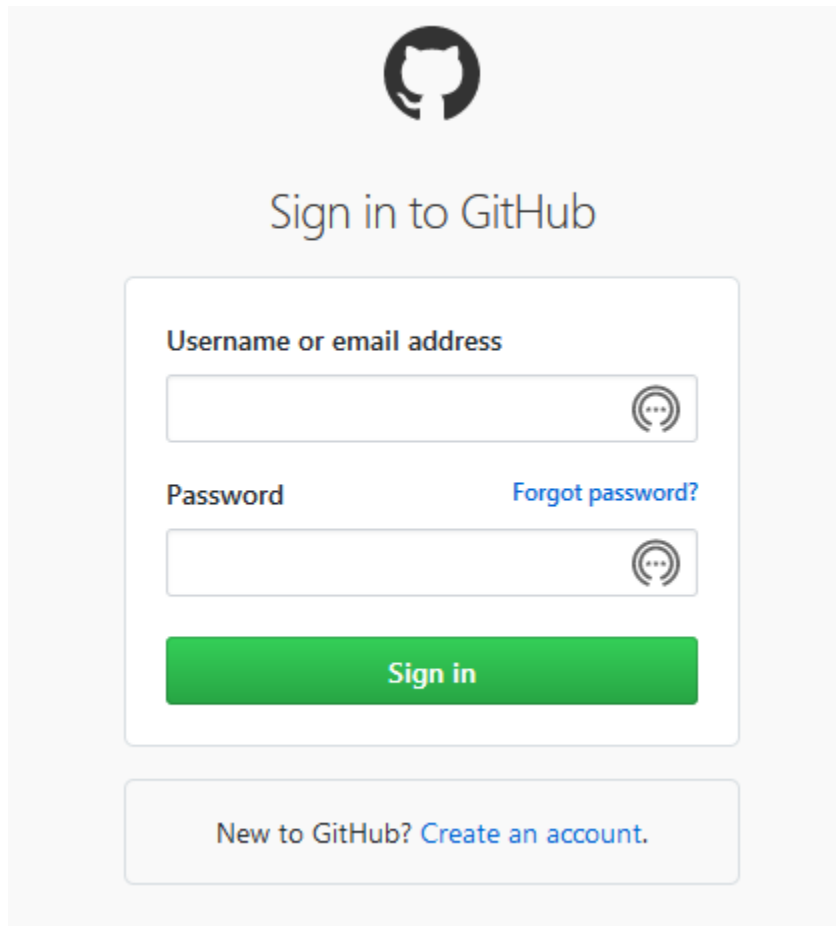 Sign in to GitHub
Username or email address
Password Forgot password?
Sign in
New to GitHub? Create an account.